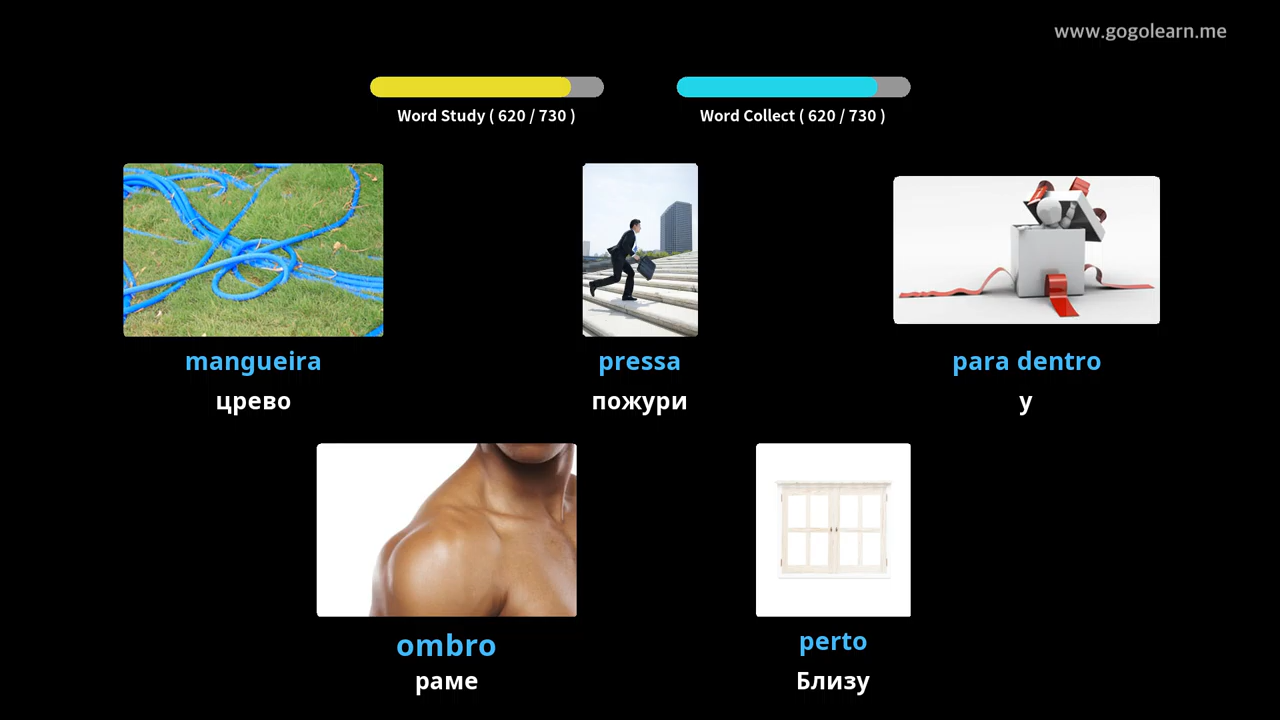 www.gogolearn.me
Word Study ( 620 / 730 )
Word Collect ( 620 / 730 )
mangueira
црево
pressa
пожури
para dentro
у
ombro
раме
perto
Близу